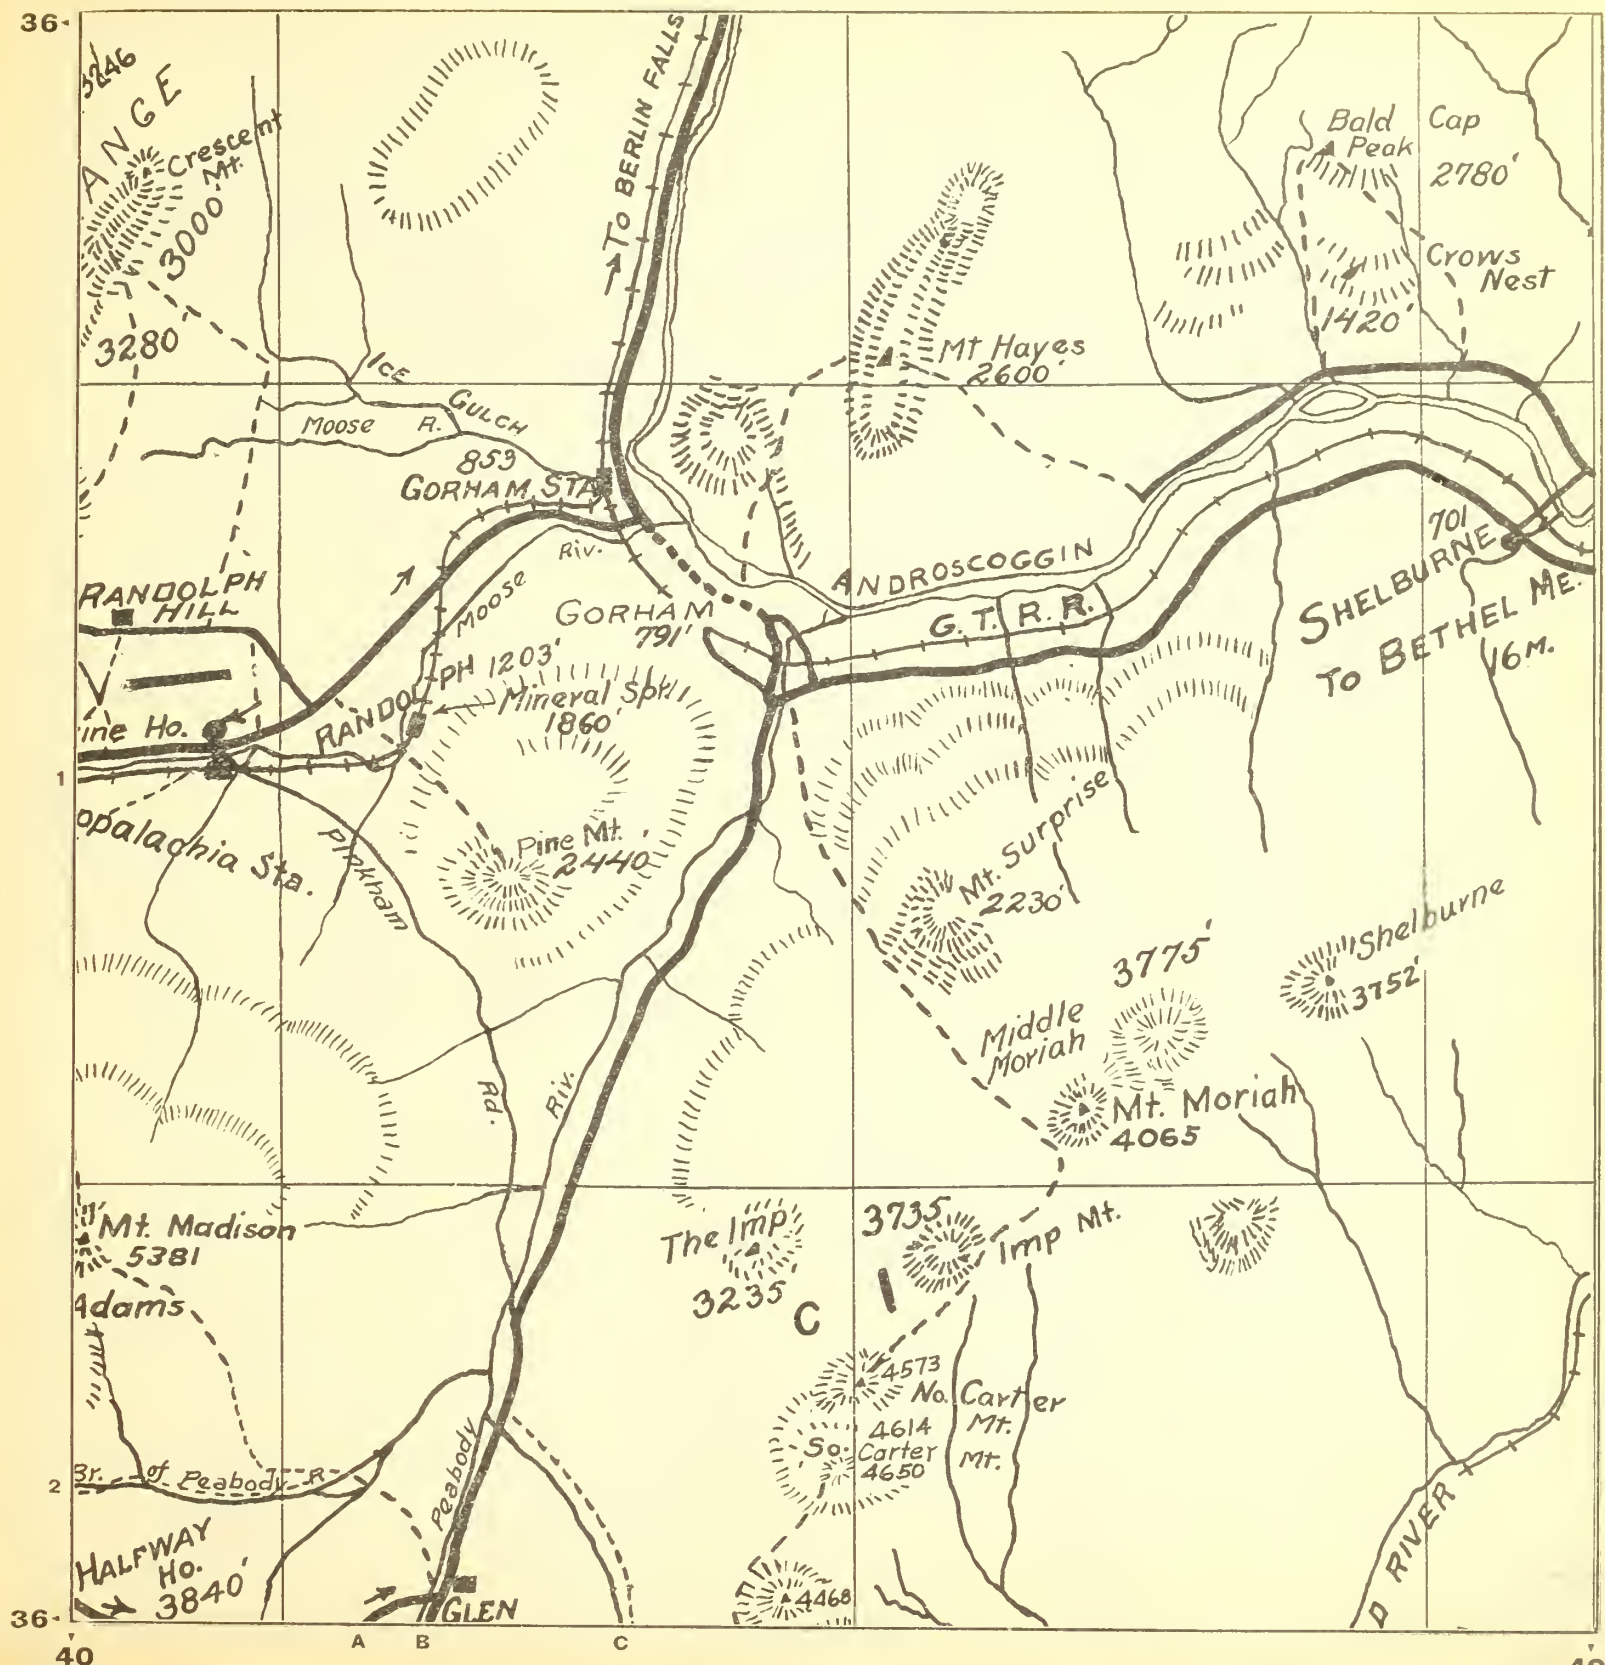 36
3246
ANGE
Crescent
Mt.
3000'
3280
To BERLIN FALLS
Bald Cap
Peak
2780'
Crows
Nest
1420'
Mt Hayes
2600'
ICE
GULCH
Moose R.
853
GORHAM STA
Riv.
Moose
ANDROSCOGGIN
701
SHELBURNE
SHELBURNE
To BETHEL ME.
16 M.
RANDOLPH
HILL
GORHAM
791'
G. T. R. R.
RANDOLPH 1203'
Mineral Spr.
1860'
ine Ho.
1
ppalachia Sta.
Pinkham
Rd.
Pine Mt.
2440'
Mt. Surprise
2230'
Shelburne
3752'
3775'
Middle
Moriah
Mt. Moriah
4065
Riv.
Mt. Madison
5381
Adams
The Imp
3235
3735
Imp Mt.
C
4573
No. Carter
Mt.
4614
So. Carter
Mt.
4650
Br. of Peabody R.
2
Peabody
HALFWAY
HO.
3840'
GLEN
4468
D RIVER
36
40
A B C